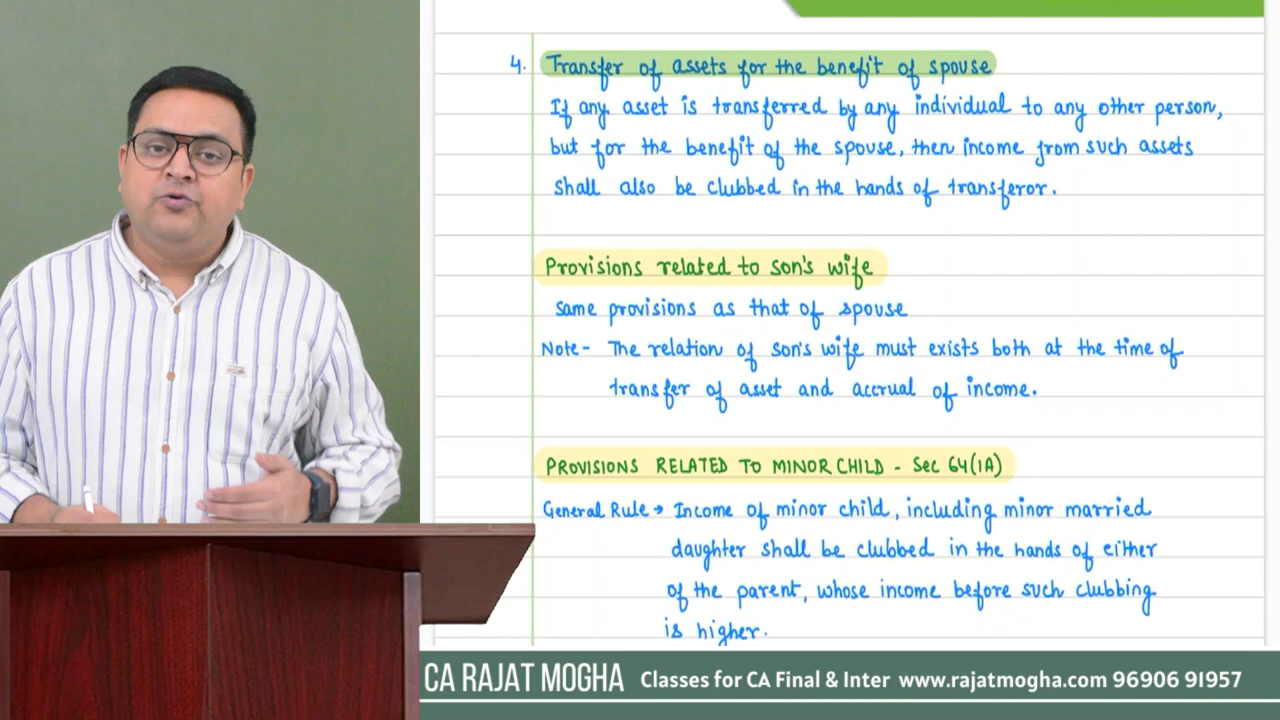 4. Transfer of assets for the benefit of spouse
If any asset is transferred by any individual to any other person,
but for the benefit of the spouse, then income from such assets
shall also be clubbed in the hands of transferor.
Provisions related to son's wife
Same provisions as that of spouse
Note- The relation of son's wife must exists both at the time of
transfer of asset and accrual of income.
PROVISIONS RELATED TO MINOR CHILD - Sec 64(1A)
General Rule → Income of minor child, including minor married
daughter shall be clubbed in the hands of either
of the parent, whose income before such clubbing
is higher.
CA RAJAT MOGHA Classes for CA Final & Inter www.rajatmogha.com 96906 91957